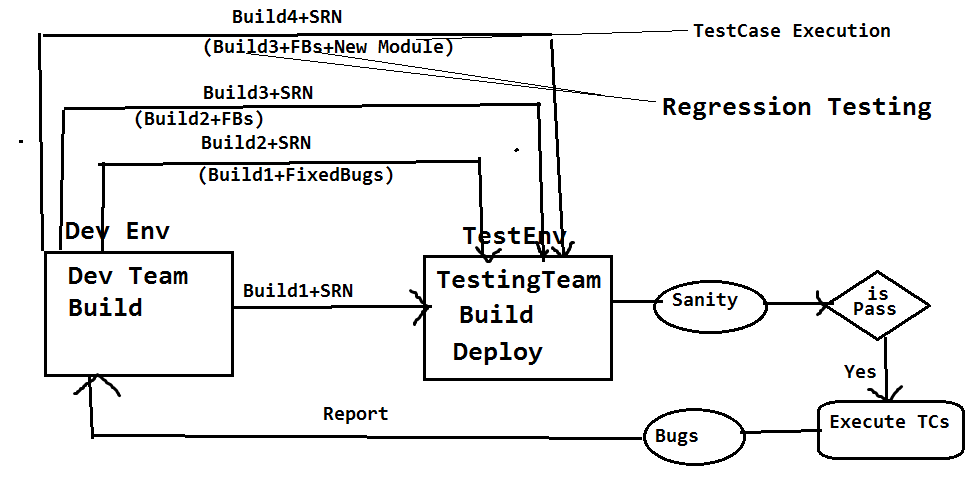 Build4+SRN
TestCase Execution
(Build3+FBs+New Module)
Build3+SRN
Regression Testing
(Build2+FBs)
Build2+SRN
(Build1+FixedBugs)
Dev Env
TestEnv
Dev Team
Build
Build1+SRN
TestingTeam
Build
Deploy
Sanity
is
Pass
Yes
Execute TCs
Report
Bugs